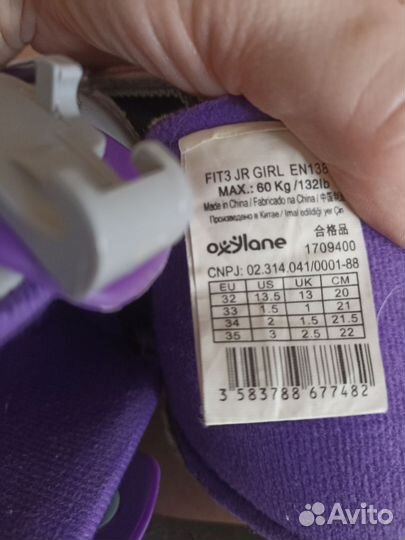 FIT3 JR GIRL EN138
MAX.: 60 Kg /132lb
Made in China / Fabricado na China / 中国制
Произведено в Китае / Imal edildiği yer Çin
合格品
oxylane 1709400
CNPJ: 02.314.041/0001-88
EU US UK CM
32 13.5 13 20
33 1.5 1 21
34 2 1.5 21.5
35 3 2.5 22
3 583788 677482
Avito